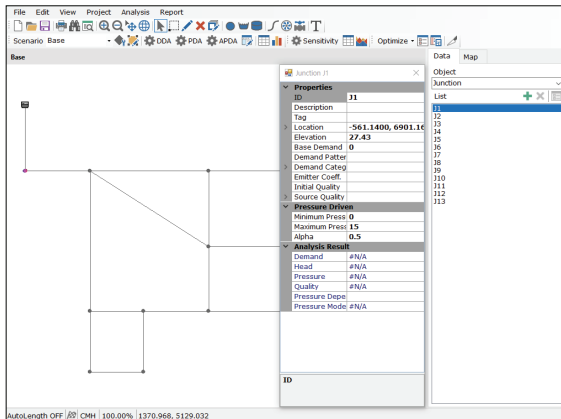 File Edit View Project Analysis Report
T
Scenario Base DDA PDA APDA Sensitivity Optimize
Base
Data Map
Object
Junction
List
J1
J2
J3
J4
J5
J6
J7
J8
J9
J10
J11
J12
J13
Junction J1
Properties
ID J1
Description
Tag
Location -561.1400, 6901.16
Elevation 27.43
Base Demand 0
Demand Patter
Demand Categ
Emitter Coeff.
Initial Quality
Source Quality
Pressure Driven
Minimum Press 0
Maximum Press 15
Alpha 0.5
Analysis Result
Demand #N/A
Head #N/A
Pressure #N/A
Quality #N/A
Pressure Depe
Pressure Mode #N/A
ID
AutoLength OFF CMH 100.00% 1370.968, 5129.032